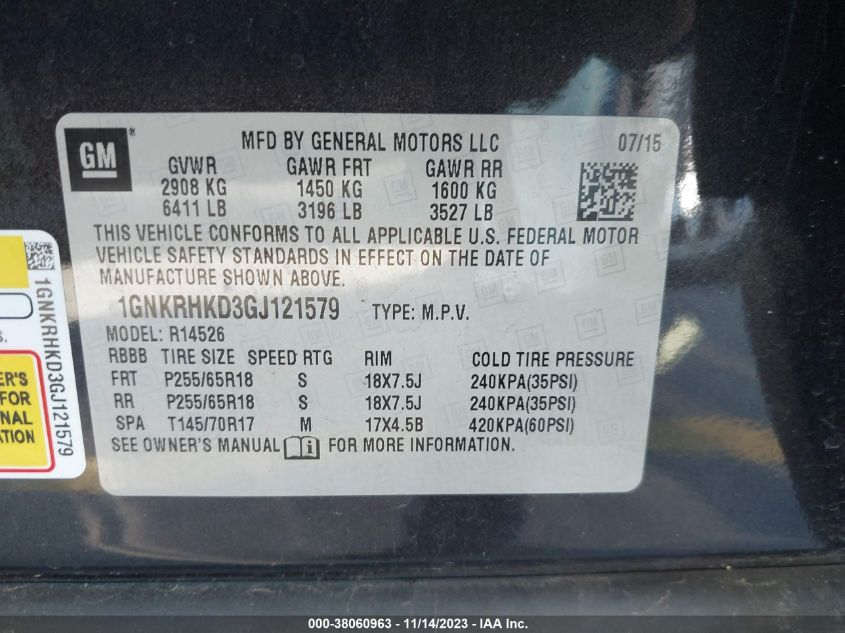 GM
®
MFD BY GENERAL MOTORS LLC
07/15
GVWR GAWR FRT GAWR RR
2908 KG 1450 KG 1600 KG
6411 LB 3196 LB 3527 LB
THIS VEHICLE CONFORMS TO ALL APPLICABLE U.S. FEDERAL MOTOR
VEHICLE SAFETY STANDARDS IN EFFECT ON THE DATE OF
MANUFACTURE SHOWN ABOVE.
1GNKRHKD3GJ121579 TYPE: M.P.V.
MODEL: R14526
RBBB TIRE SIZE SPEED RTG RIM COLD TIRE PRESSURE
FRT P255/65R18 S 18X7.5J 240KPA(35PSI)
RR P255/65R18 S 18X7.5J 240KPA(35PSI)
SPA T145/70R17 M 17X4.5B 420KPA(60PSI)
SEE OWNER'S MANUAL i FOR MORE INFORMATION.
1GNKRHKD3GJ121579
S.
ER'S
FOR
NAL
ATION
000-38060963 - 11/14/2023 - IAA Inc.